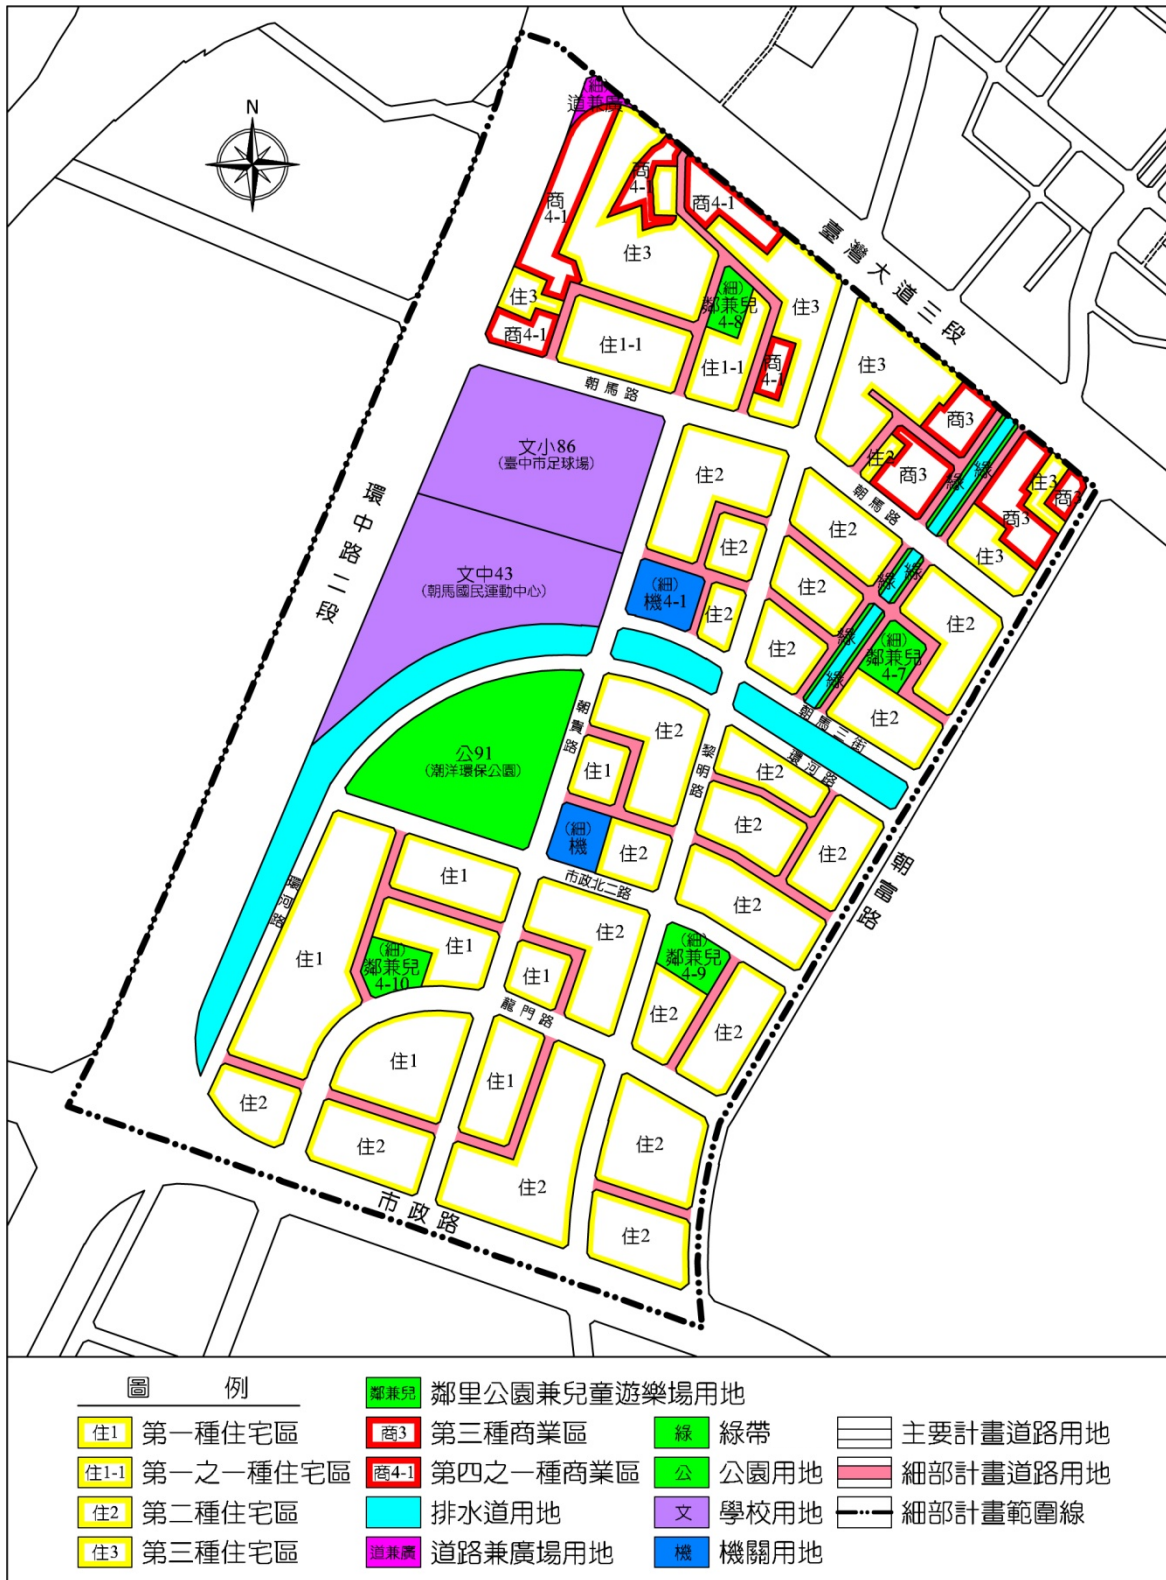 N
(細)
道兼廣
商
4-1
商
4-1
商4-1
住3
(細)
鄰兼兒
4-8
住3
住3
商4-1
住1-1
住1-1
商
4-1
朝馬路
臺灣大道三段
住3
商3
住2
商3
綠
綠
住3
商3
商3
住3
朝馬路
文小86
(臺中市足球場)
環中路二段
文中43
(朝馬國民運動中心)
住2
住2
(細)
機4-1
住2
住2
住2
住2
綠
綠
綠
綠
(細)
鄰兼兒
4-7
住2
住2
朝馬三街
環河路
公91
(潮洋環保公園)
朝貴路
住2
住1
黎明路
(細)
機
住2
市政北二路
住2
住2
住2
住2
朝富路
環河路
住1
住1
住1
(細)
鄰兼兒
4-10
住2
住1
龍門路
(細)
鄰兼兒
4-9
住2
住2
住1
住1
住2
住2
住2
住2
住2
市政路
圖例
住1 第一種住宅區
住1-1 第一之一種住宅區
住2 第二種住宅區
住3 第三種住宅區
鄰兼兒 鄰里公園兼兒童遊樂場用地
商3 第三種商業區
商4-1 第四之一種商業區
排水道用地
道兼廣 道路兼廣場用地
綠 綠帶
公 公園用地
文 學校用地
機 機關用地
主要計畫道路用地
細部計畫道路用地
細部計畫範圍線